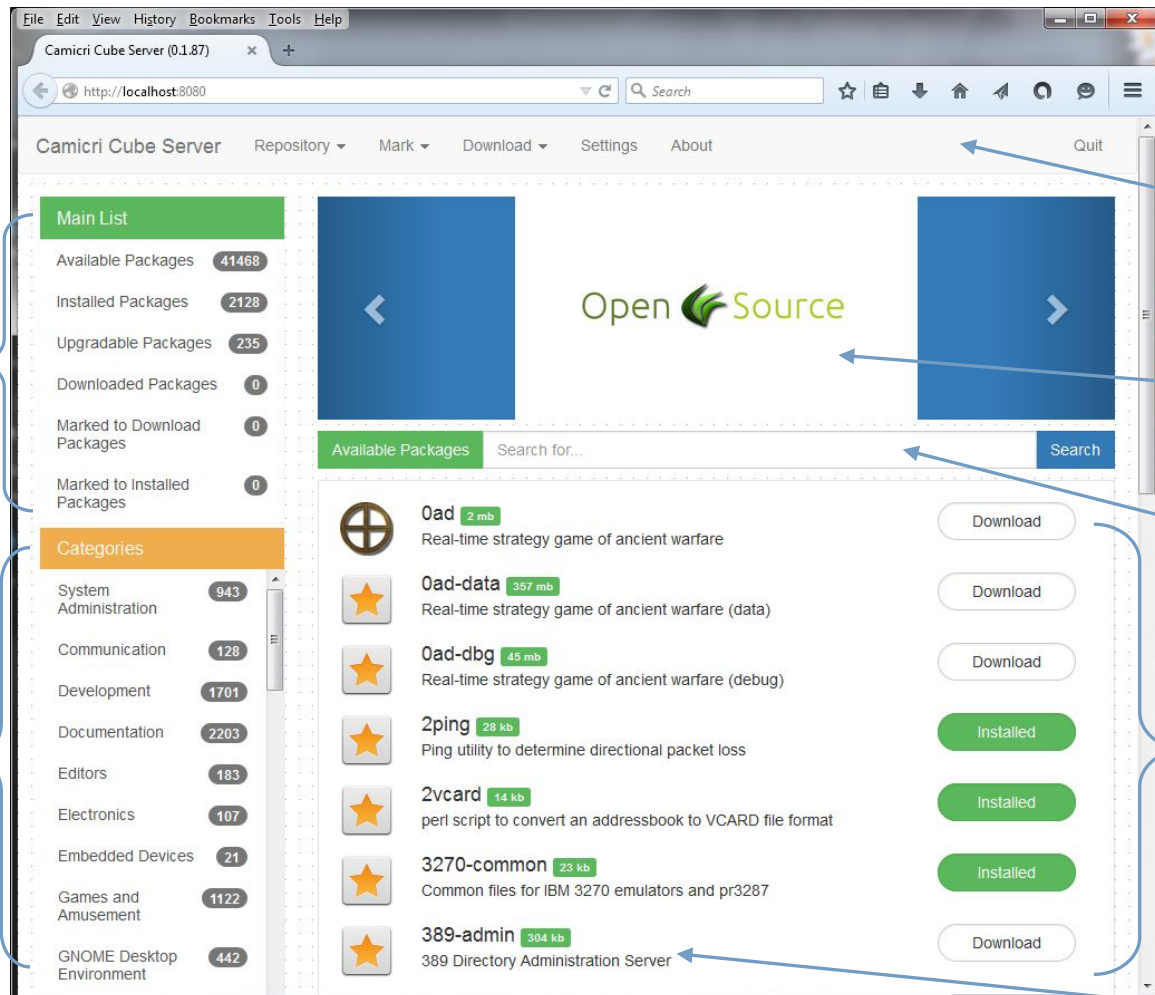 File Edit View History Bookmarks Tools Help
Camicri Cube Server (0.1.87)
http://localhost:8080
Search
Camicri Cube Server Repository Mark Download Settings About Quit
Main List
Available Packages 41468
Installed Packages 2128
Upgradable Packages 235
Downloaded Packages 0
Marked to Download 0
Packages
Marked to Installed 0
Packages
Categories
System 943
Administration
Communication 128
Development 1701
Documentation 2203
Editors 183
Electronics 107
Embedded Devices 21
Games and 1122
Amusement
GNOME Desktop 442
Environment
Open Source
Available Packages Search for... Search
0ad 2 mb
Real-time strategy game of ancient warfare
Download
0ad-data 357 mb
Real-time strategy game of ancient warfare (data)
Download
0ad-dbg 45 mb
Real-time strategy game of ancient warfare (debug)
Download
2ping 28 kb
Ping utility to determine directional packet loss
Installed
2vcard 14 kb
perl script to convert an addressbook to VCARD file format
Installed
3270-common 23 kb
Common files for IBM 3270 emulators and pr3287
Installed
389-admin 304 kb
389 Directory Administration Server
Download